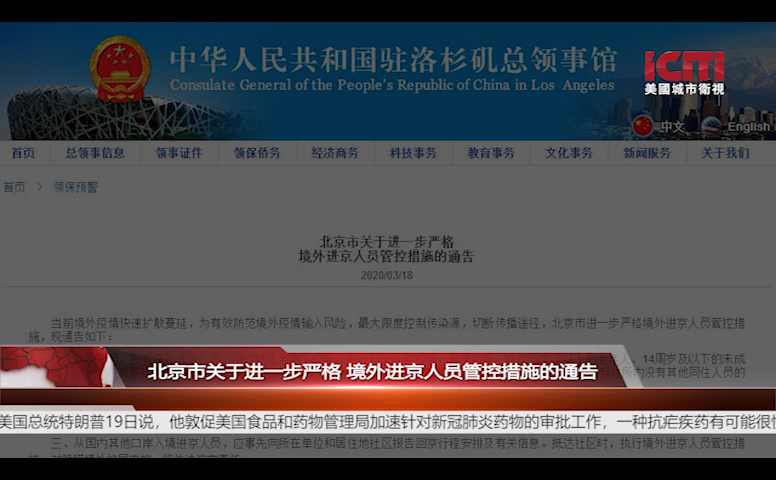 中华人民共和国驻洛杉矶总领事馆
Consulate General of the People's Republic of China in Los Angeles
ICITI
美國城市衛視
中文 English
首页 总领事信息 领事证件 领保侨务 经济商务 科技事务 教育事务 文化事务 新闻服务 关于我们
首页 > 领保预警
北京市关于进一步严格
境外进京人员管控措施的通告
2020/03/18
当前境外疫情快速扩散蔓延，为有效防范境外疫情输入风险，最大限度控制传染源，切断传播途径，北京市进一步严格境外进京人员管控措
施，现通告如下：
14周岁及以下的未成
内没有其他同住人员的
北京市关于进一步严格 境外进京人员管控措施的通告
美国总统特朗普19日说，他敦促美国食品和药物管理局加速针对新冠肺炎药物的审批工作，一种抗疟疾药有可能很
三、从国内其他口岸入境进京人员，应事先向所在单位和居住地社区报告回京行程安排及有关信息。抵达社区时，执行境外进京人员管控措